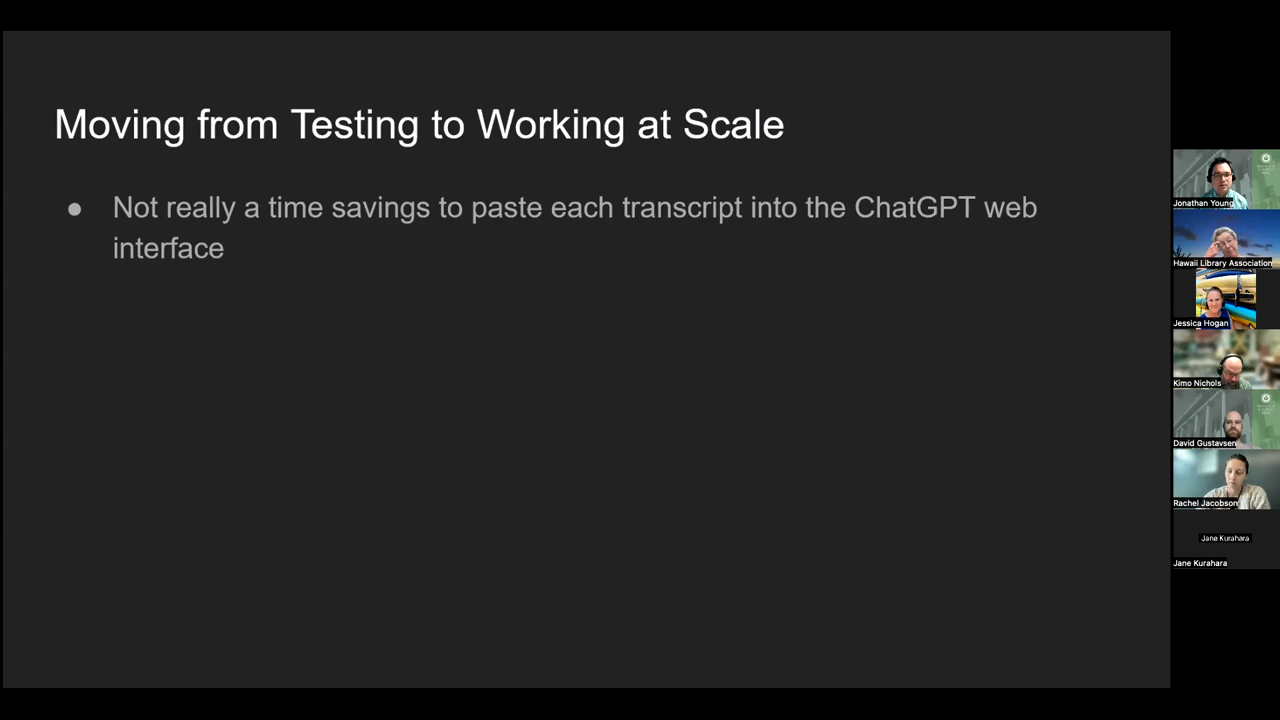 Moving from Testing to Working at Scale
● Not really a time savings to paste each transcript into the ChatGPT web
interface
Jonathan Young
Hawaii Library Association
Jessica Hogan
Kimo Nichols
David Gustavsen
Rachel Jacobson
Jane Kurahara
Jane Kurahara